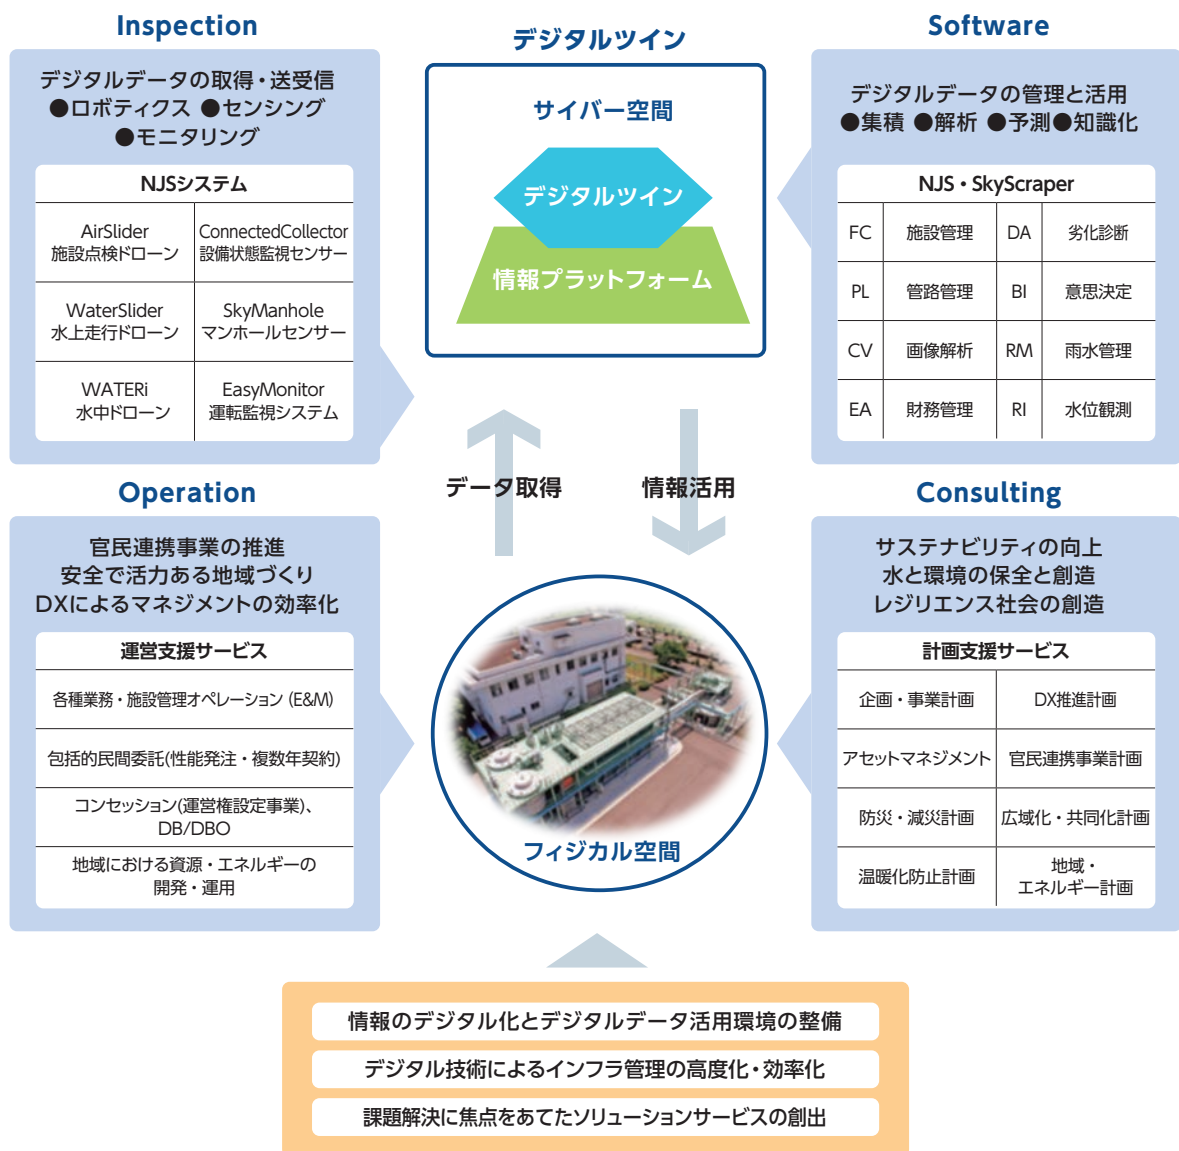 Inspection
デジタルデータの取得・送受信
●ロボティクス ●センシング
●モニタリング
NJSシステム
AirSlider
施設点検ドローン
ConnectedCollector
設備状態監視センサー
WaterSlider
水上走行ドローン
SkyManhole
マンホールセンサー
WATERi
水中ドローン
EasyMonitor
運転監視システム
デジタルツイン
サイバー空間
デジタルツイン
情報プラットフォーム
Software
デジタルデータの管理と活用
●集積 ●解析 ●予測●知識化
NJS・SkyScraper
FC 施設管理 DA 劣化診断
PL 管路管理 BI 意思決定
CV 画像解析 RM 雨水管理
EA 財務管理 RI 水位観測
データ取得
情報活用
Operation
官民連携事業の推進
安全で活力ある地域づくり
DXによるマネジメントの効率化
運営支援サービス
各種業務・施設管理オペレーション (E&M)
包括的民間委託(性能発注・複数年契約)
コンセッション(運営権設定事業)、
DB/DBO
地域における資源・エネルギーの
開発・運用
フィジカル空間
Consulting
サステナビリティの向上
水と環境の保全と創造
レジリエンス社会の創造
計画支援サービス
企画・事業計画 DX推進計画
アセットマネジメント 官民連携事業計画
防災・減災計画 広域化・共同化計画
温暖化防止計画
地域・
エネルギー計画
情報のデジタル化とデジタルデータ活用環境の整備
デジタル技術によるインフラ管理の高度化・効率化
課題解決に焦点をあてたソリューションサービスの創出